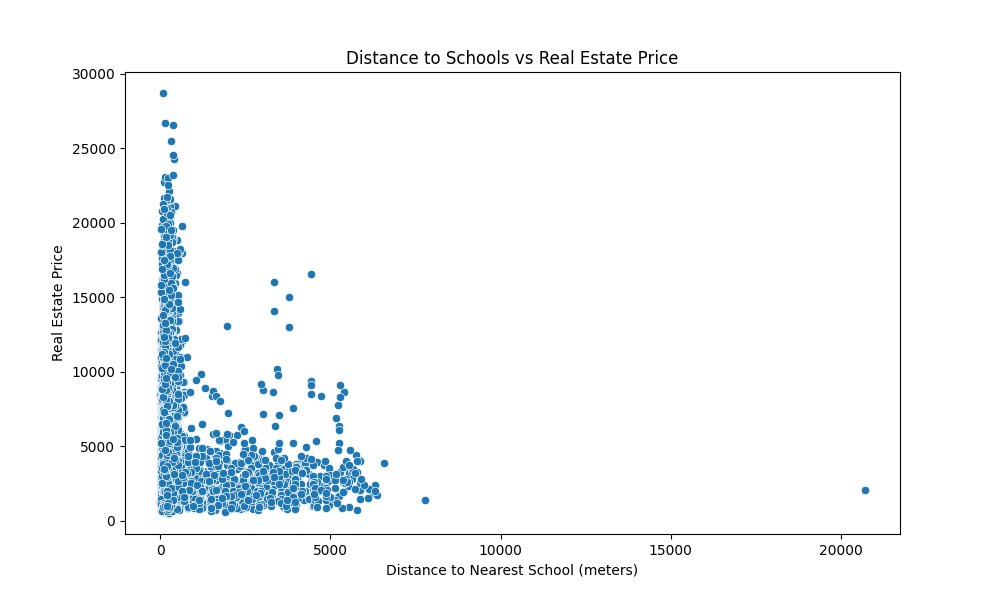 Distance to Schools vs Real Estate Price
30000
25000
20000
15000
10000
5000
0
Real Estate Price
0 5000 10000 15000 20000
Distance to Nearest School (meters)